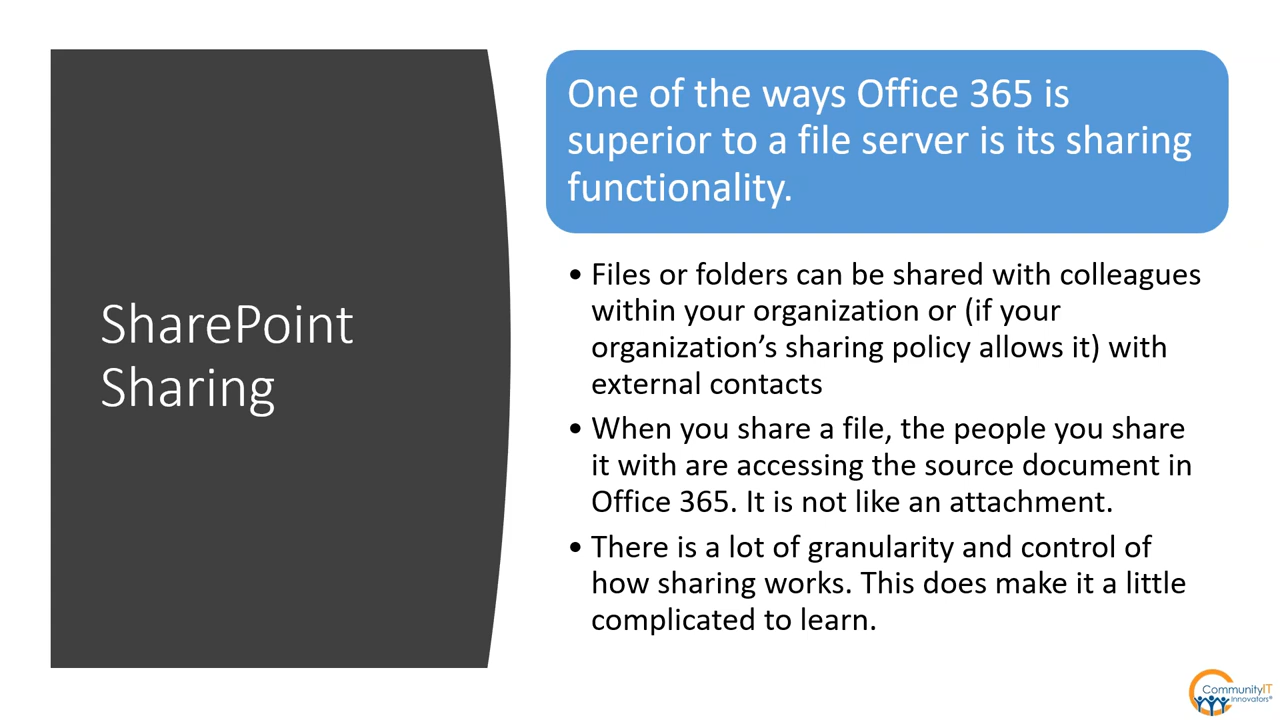 SharePoint
Sharing
One of the ways Office 365 is
superior to a file server is its sharing
functionality.
• Files or folders can be shared with colleagues
within your organization or (if your
organization’s sharing policy allows it) with
external contacts
• When you share a file, the people you share
it with are accessing the source document in
Office 365. It is not like an attachment.
• There is a lot of granularity and control of
how sharing works. This does make it a little
complicated to learn.
CommunityIT
Innovators®